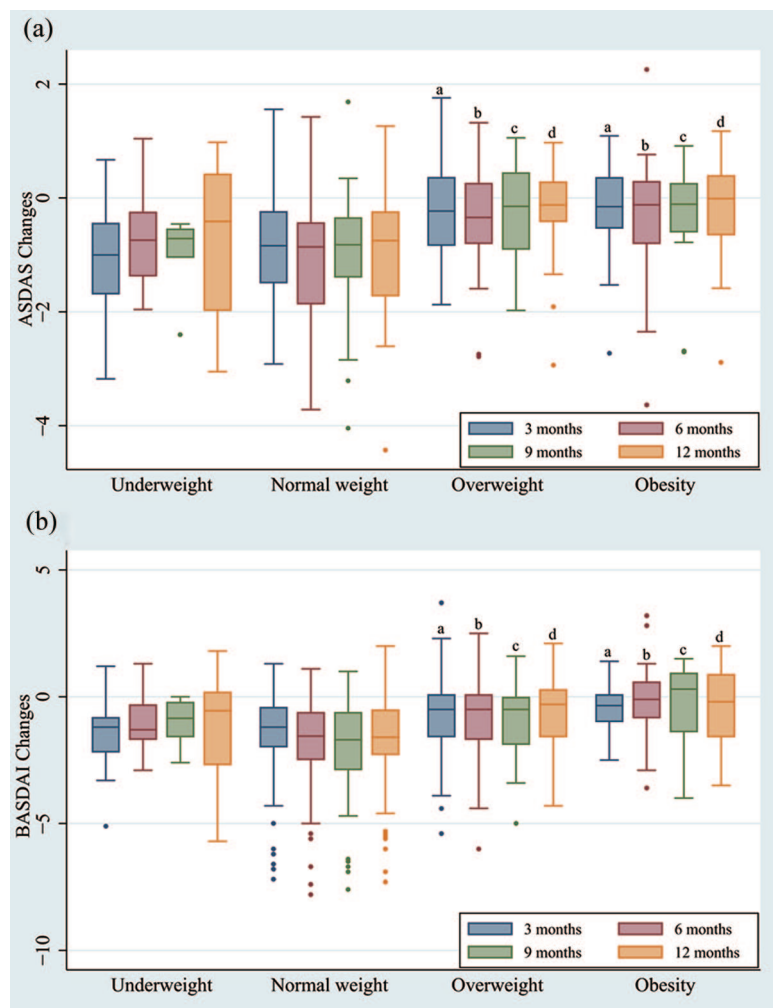 (a)
2
0
−2
−4
ASDAS Changes
a
b
c
d
a
b
c
d
3 months
6 months
9 months
12 months
Underweight
Normal weight
Overweight
Obesity
(b)
5
0
−5
−10
BASDAI Changes
a
b
c
d
a
b
c
d
3 months
6 months
9 months
12 months
Underweight
Normal weight
Overweight
Obesity